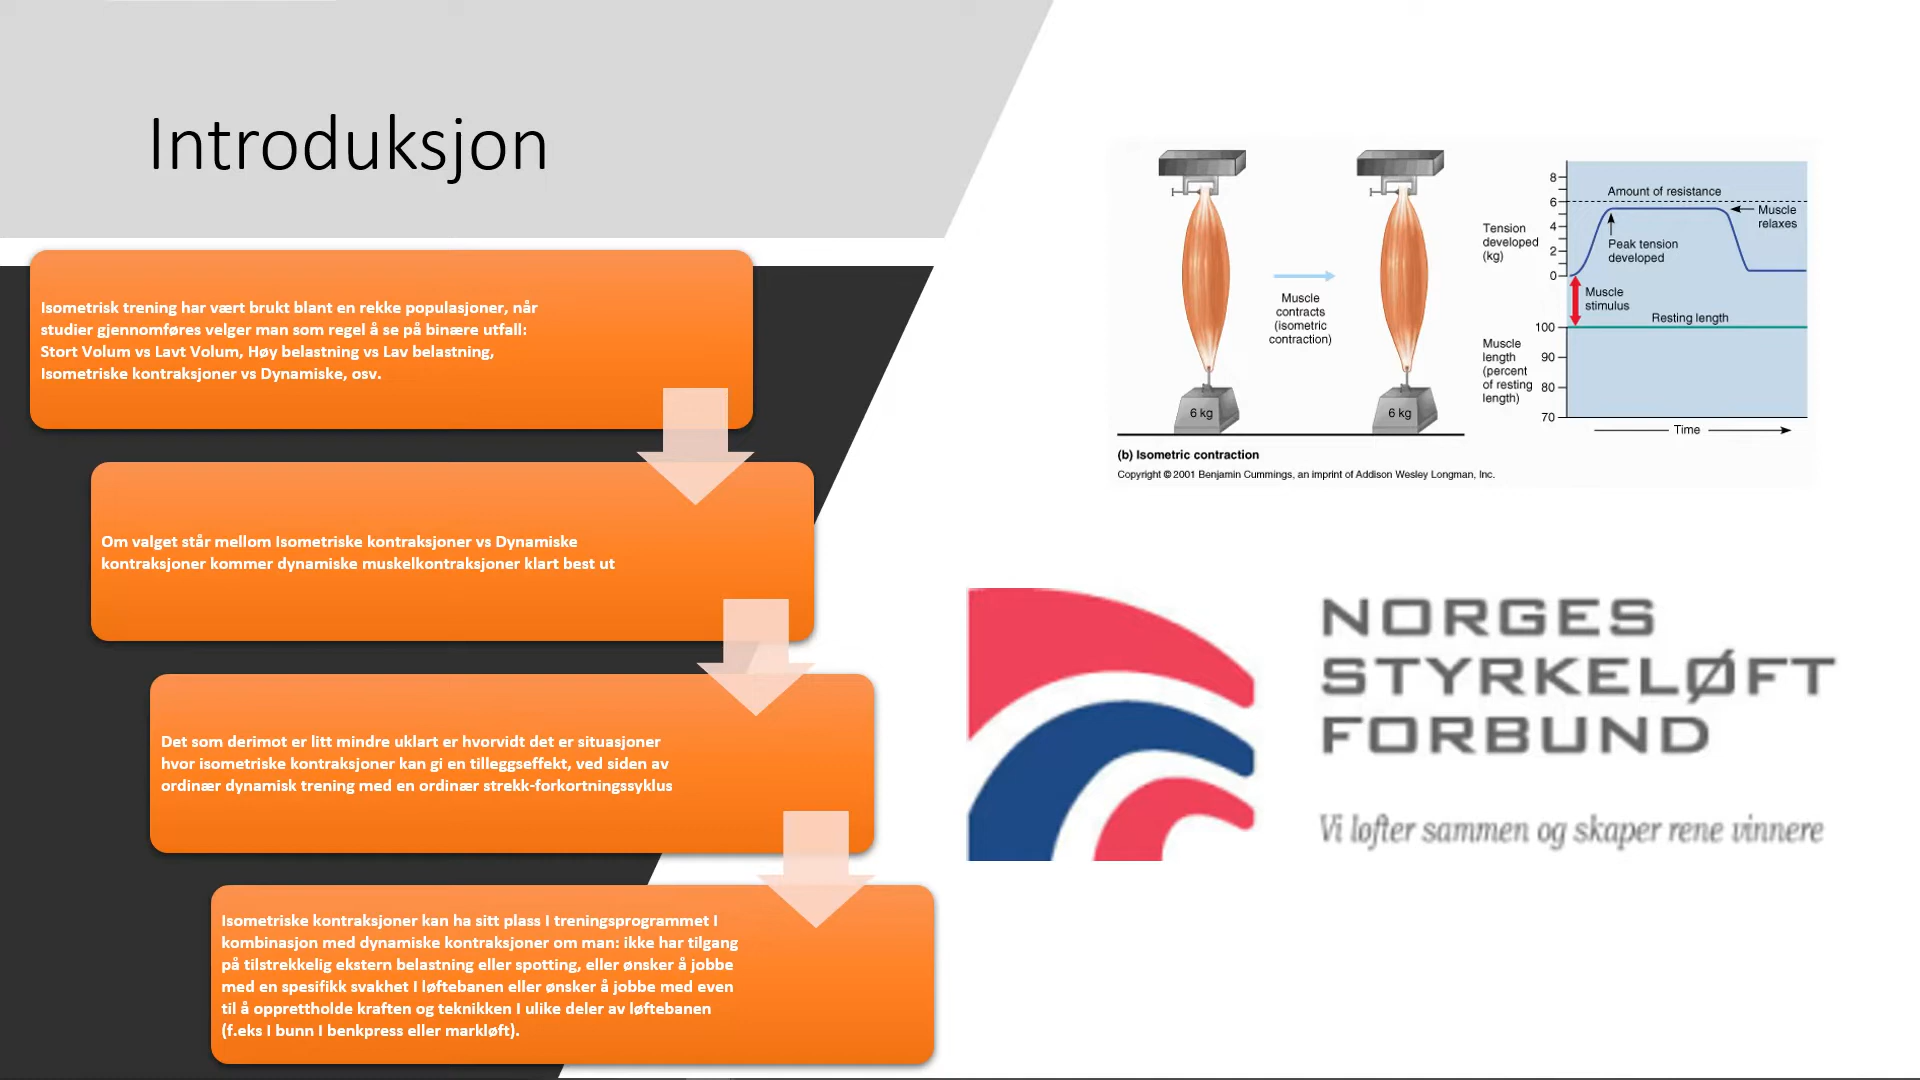 Introduksjon
Isometrisk trening har vært brukt blant en rekke populasjoner, når
studier gjennomføres velger man som regel å se på binære utfall:
Stort Volum vs Lavt Volum, Høy belastning vs Lav belastning,
Isometriske kontraksjoner vs Dynamiske, osv.
Om valget står mellom Isometriske kontraksjoner vs Dynamiske
kontraksjoner kommer dynamiske muskelkontraksjoner klart best ut
Det som derimot er litt mindre uklart er hvorvidt det er situasjoner
hvor isometriske kontraksjoner kan gi en tilleggseffekt, ved siden av
ordinær dynamisk trening med en ordinær strekk-forkortningssyklus
Isometriske kontraksjoner kan ha sitt plass I treningsprogrammet I
kombinasjon med dynamiske kontraksjoner om man: ikke har tilgang
på tilstrekkelig ekstern belastning eller spotting, eller ønsker å jobbe
med en spesifikk svakhet I løftebanen eller ønsker å jobbe med even
til å opprettholde kraften og teknikken I ulike deler av løftebanen
(f.eks I bunn I benkpress eller markløft).
Muscle
contracts
(isometric
contraction)
6 kg
6 kg
(b) Isometric contraction
Copyright © 2001 Benjamin Cummings, an imprint of Addison Wesley Longman, Inc.
Tension
developed
(kg)
8
6
4
2
0
Amount of resistance
Muscle
relaxes
Peak tension
developed
Muscle
stimulus
Resting length
Muscle
length
(percent
of resting
length)
100
90
80
70
Time
NORGES
STYRKELØFT
FORBUND
Vi løfter sammen og skaper rene vinnere